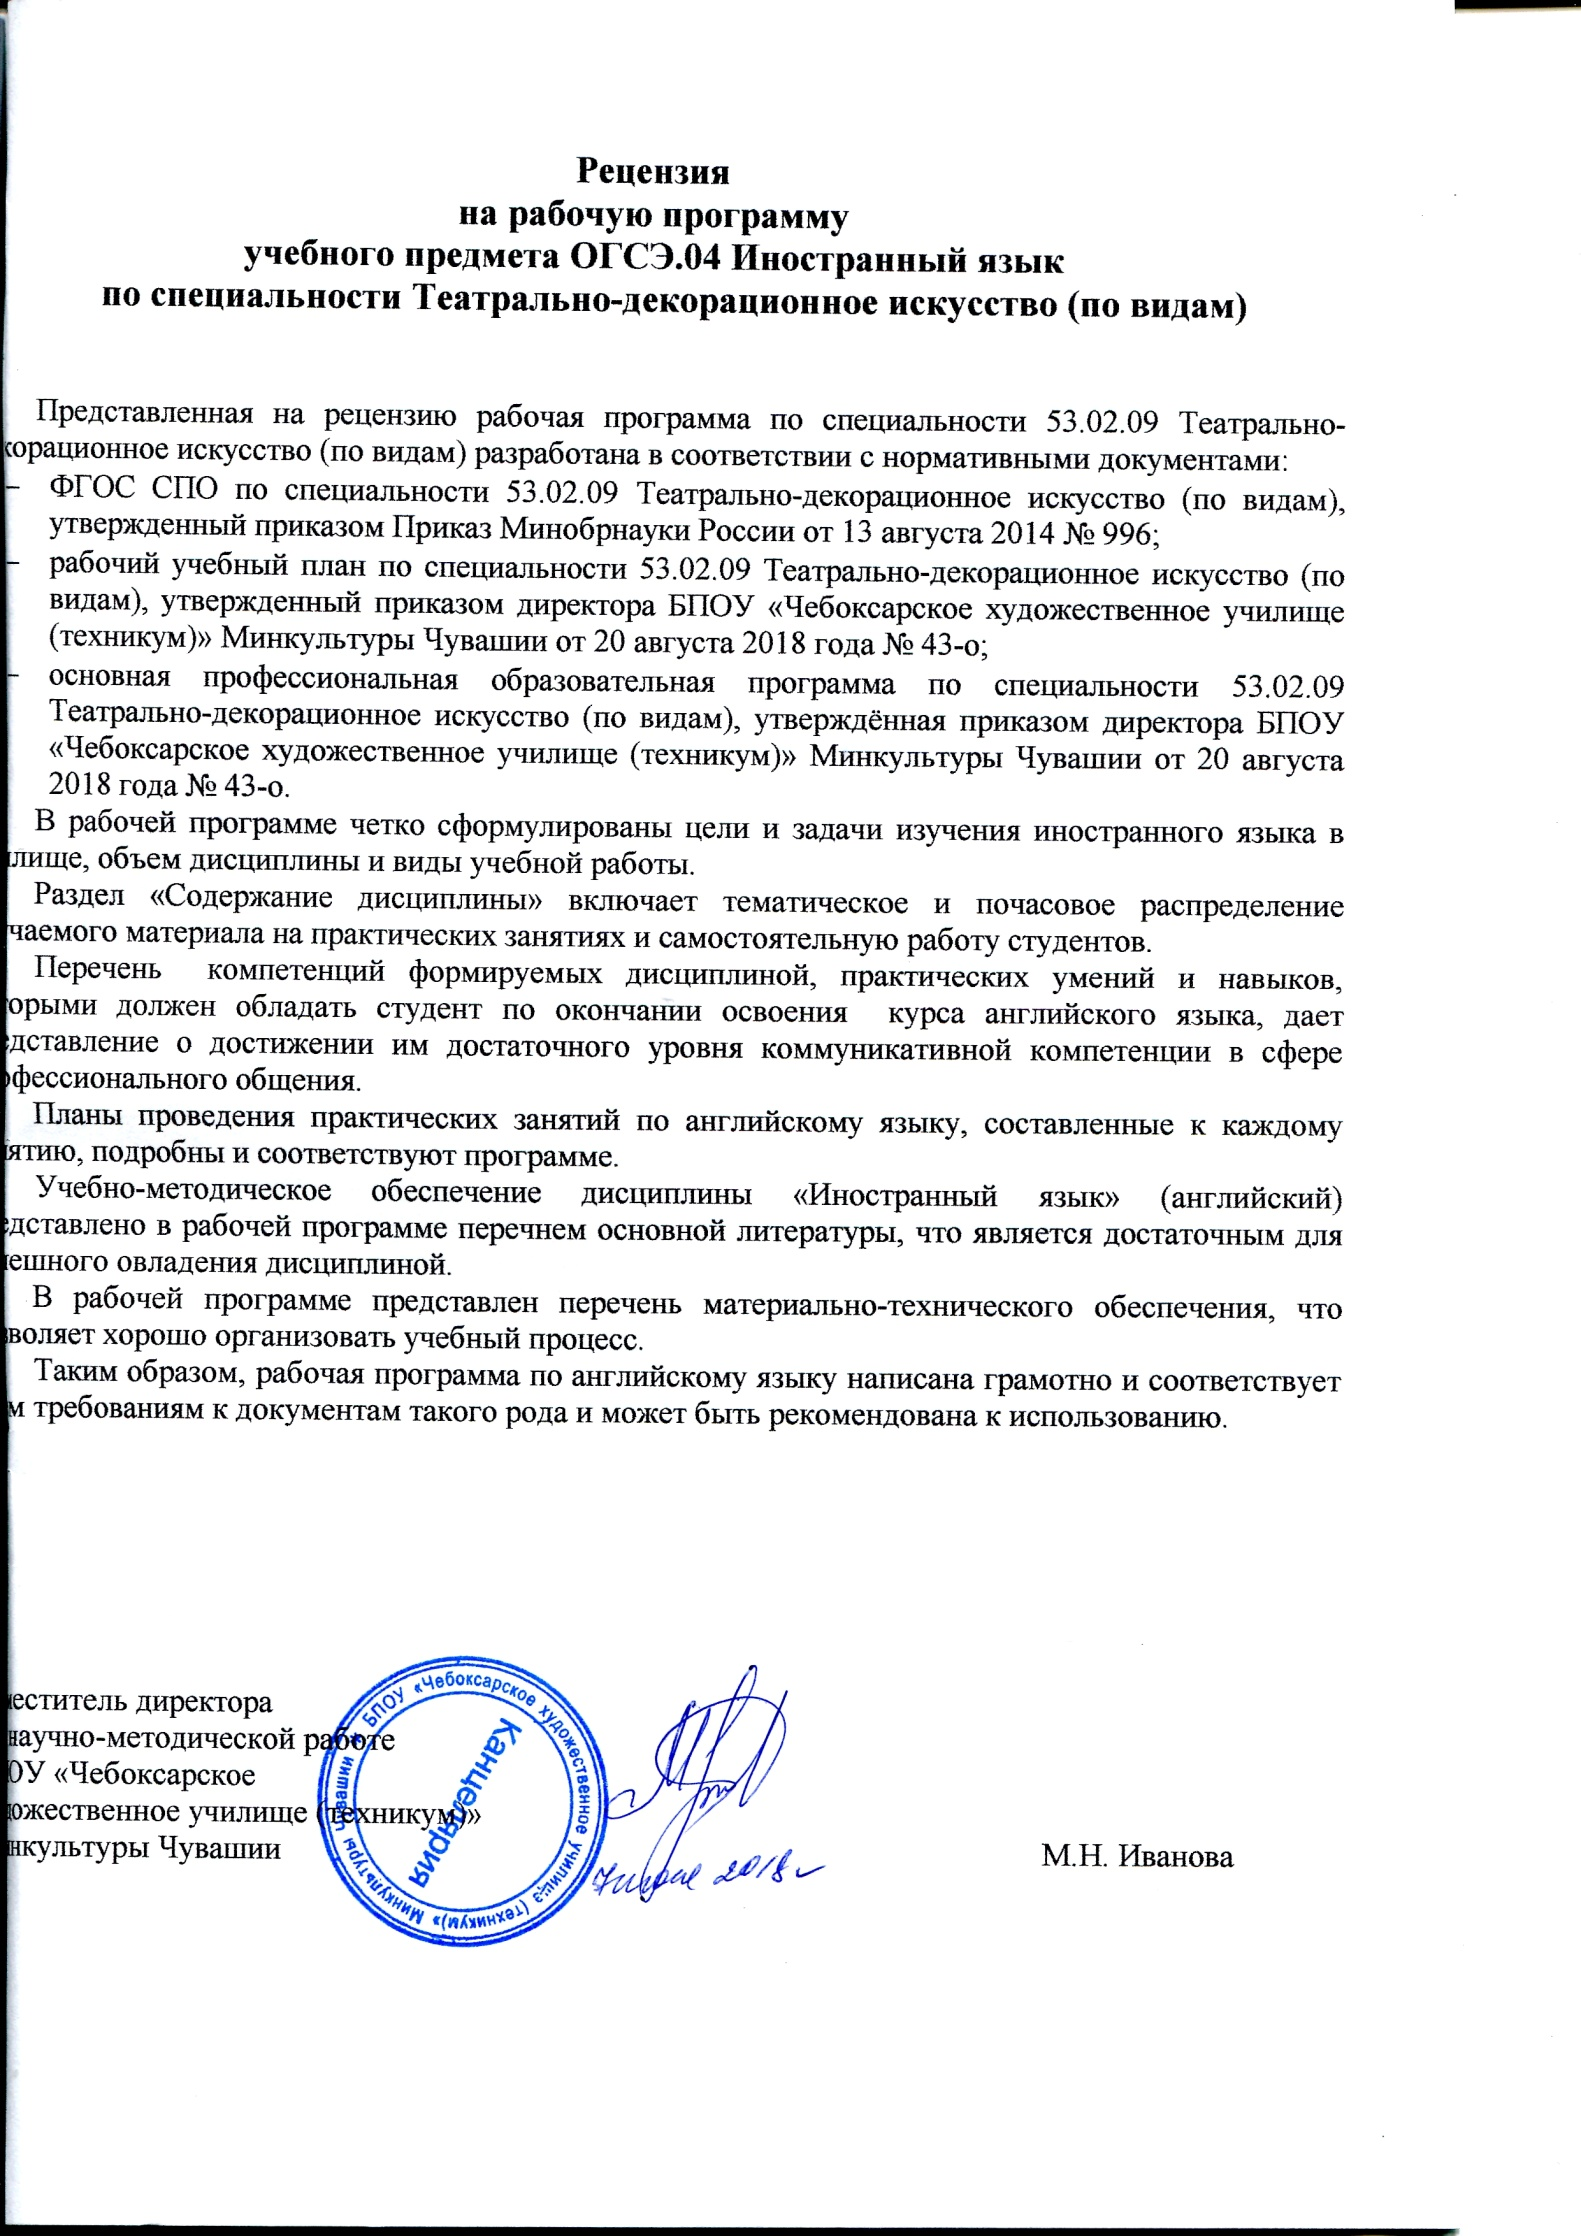 Рецензия
на рабочую программу
учебного предмета ОГСЭ.04 Иностранный язык
по специальности Театрально-декорационное искусство (по видам)
Представленная на рецензию рабочая программа по специальности 53.02.09 Театрально-
корационное искусство (по видам) разработана в соответствии с нормативными документами:
– ФГОС СПО по специальности 53.02.09 Театрально-декорационное искусство (по видам),
утвержденный приказом Приказ Минобрнауки России от 13 августа 2014 № 996;
– рабочий учебный план по специальности 53.02.09 Театрально-декорационное искусство (по
видам), утвержденный приказом директора БПОУ «Чебоксарское художественное училище
(техникум)» Минкультуры Чувашии от 20 августа 2018 года № 43-о;
– основная профессиональная образовательная программа по специальности 53.02.09
Театрально-декорационное искусство (по видам), утверждённая приказом директора БПОУ
«Чебоксарское художественное училище (техникум)» Минкультуры Чувашии от 20 августа
2018 года № 43-о.
В рабочей программе четко сформулированы цели и задачи изучения иностранного языка в
лище, объем дисциплины и виды учебной работы.
Раздел «Содержание дисциплины» включает тематическое и почасовое распределение
чаемого материала на практических занятиях и самостоятельную работу студентов.
Перечень компетенций формируемых дисциплиной, практических умений и навыков,
орыми должен обладать студент по окончании освоения курса английского языка, дает
дставление о достижении им достаточного уровня коммуникативной компетенции в сфере
офессионального общения.
Планы проведения практических занятий по английскому языку, составленные к каждому
ятию, подробны и соответствуют программе.
Учебно-методическое обеспечение дисциплины «Иностранный язык» (английский)
дставлено в рабочей программе перечнем основной литературы, что является достаточным для
ешного овладения дисциплиной.
В рабочей программе представлен перечень материально-технического обеспечения, что
воляет хорошо организовать учебный процесс.
Таким образом, рабочая программа по английскому языку написана грамотно и соответствует
м требованиям к документам такого рода и может быть рекомендована к использованию.
еститель директора
научно-методической работе
ОУ «Чебоксарское
ожественное училище (техникум)»
нкультуры Чувашии
М.Н. Иванова
БПОУ «Чебоксарское художественное училище (техникум)» Минкультуры Чувашии
Канцелярия
2018 г